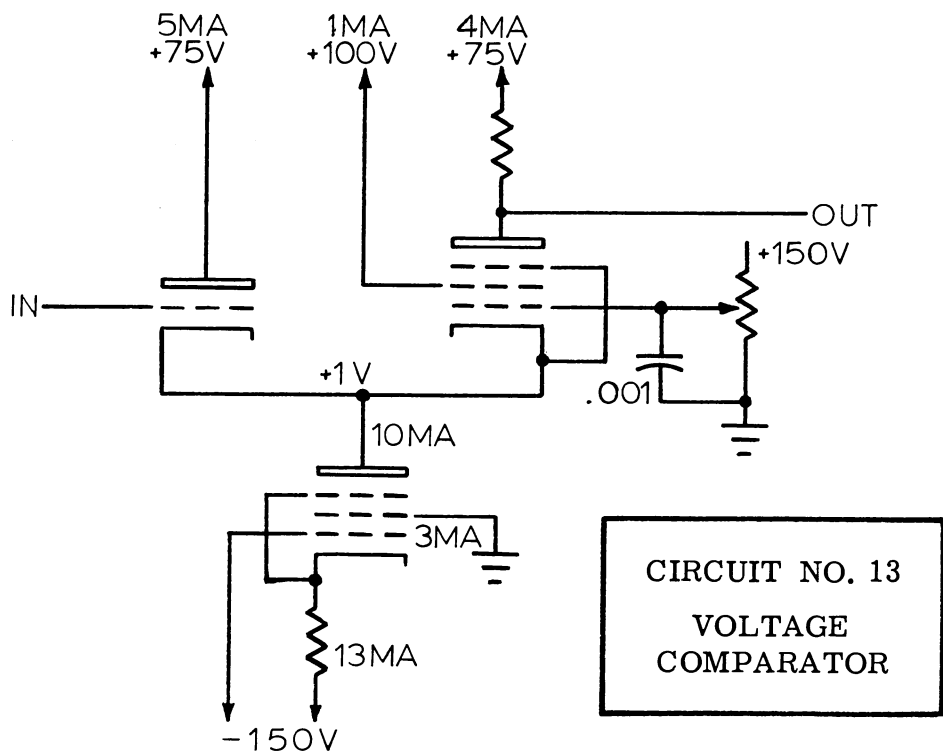 5MA
+75V
1MA
+100V
4MA
+75V
OUT
+150V
IN
+1V
.001
10MA
3MA
13MA
-150V
CIRCUIT NO. 13
VOLTAGE
COMPARATOR